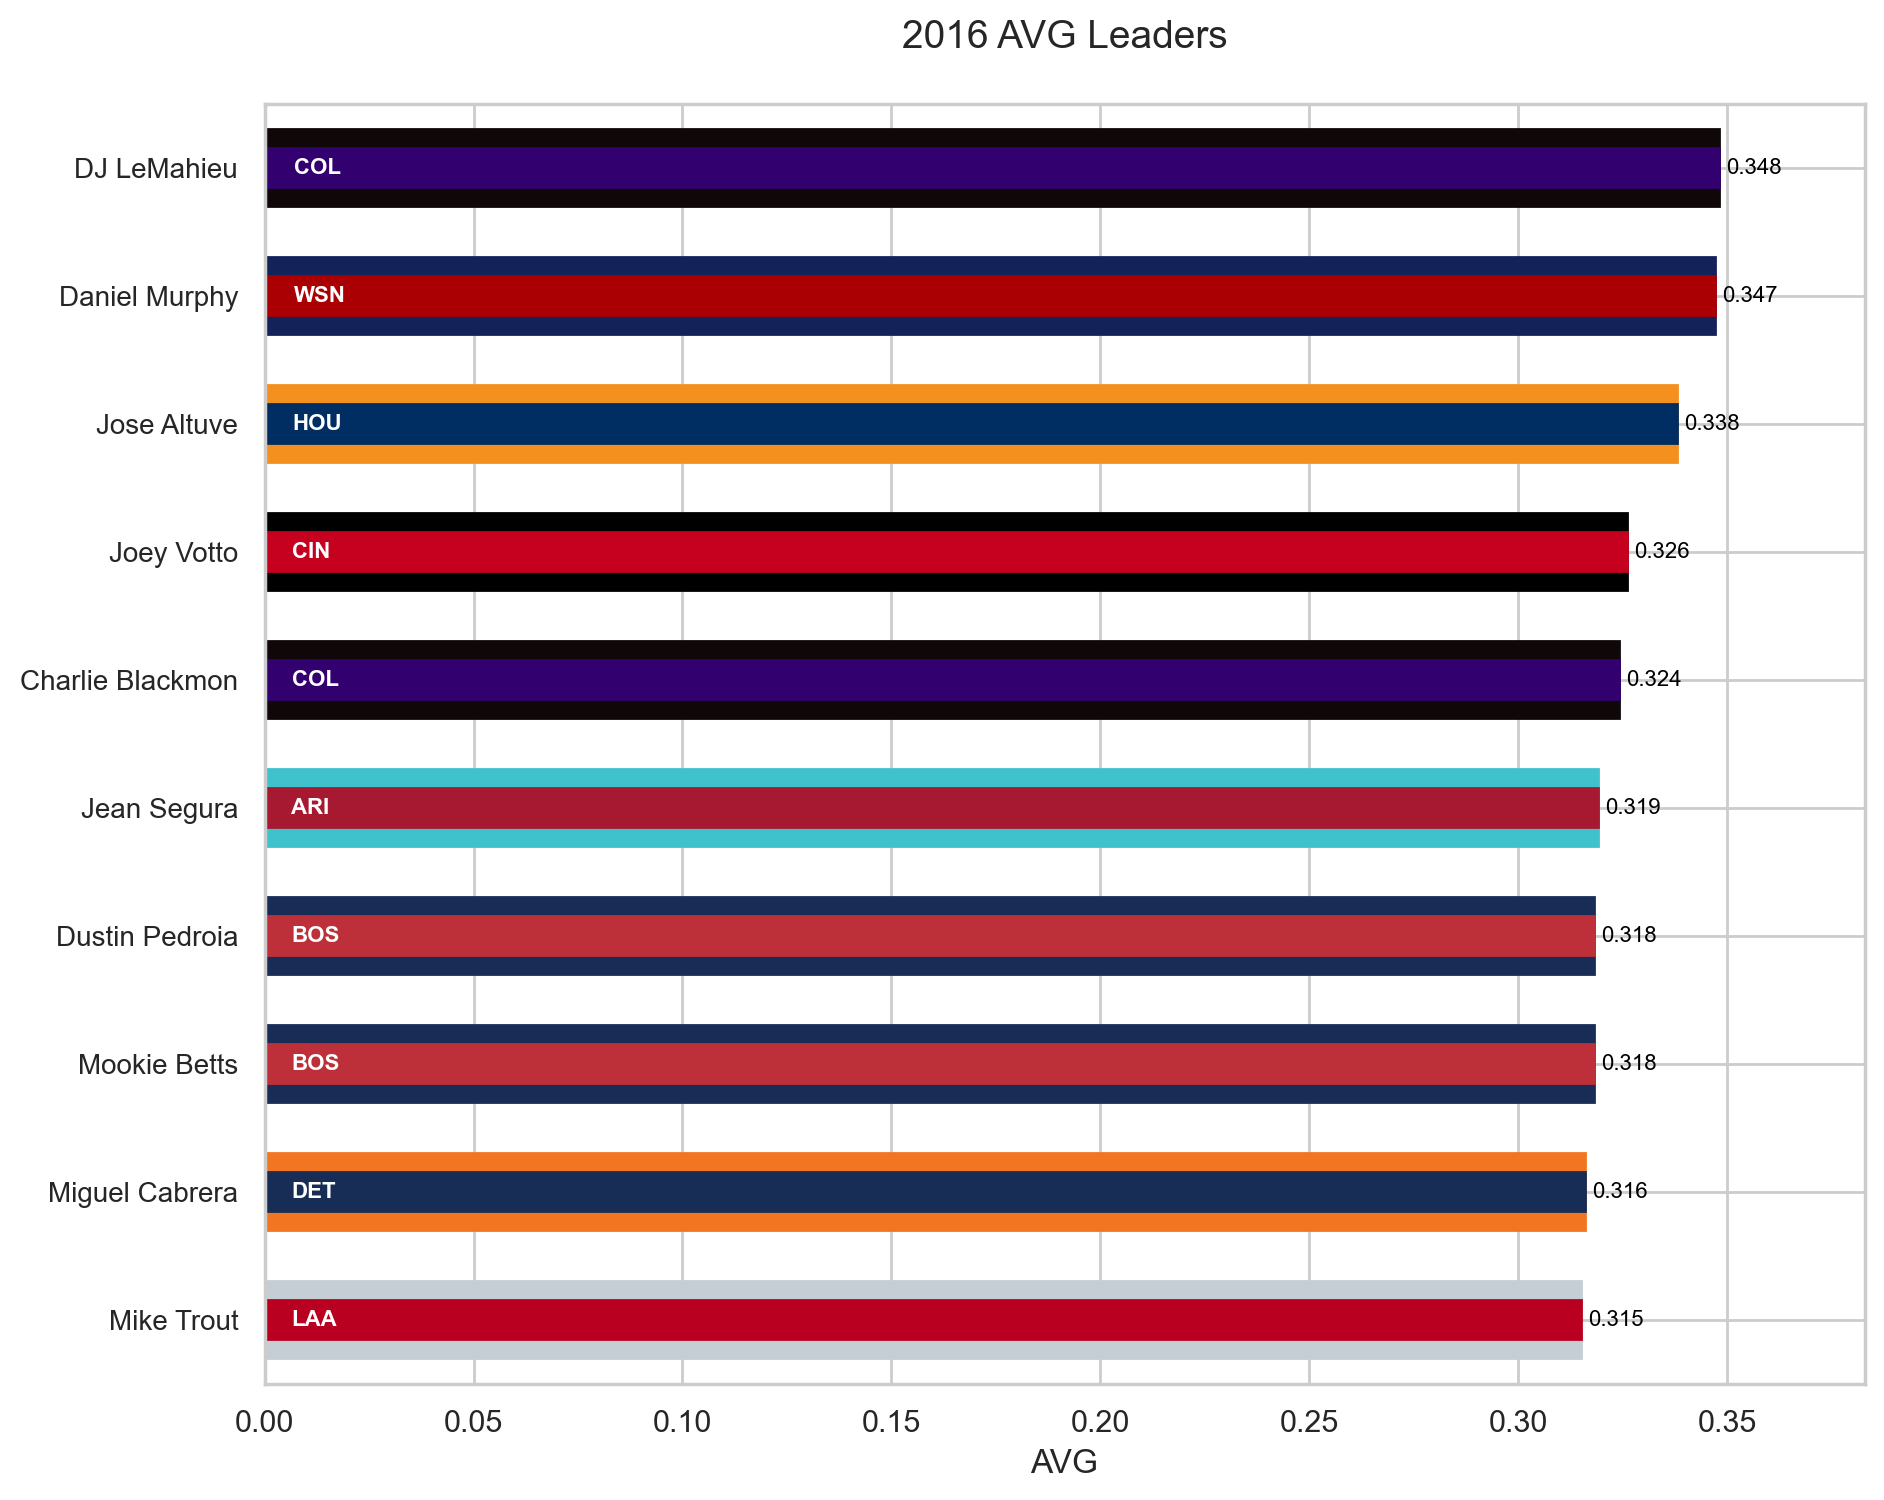 2016 AVG Leaders
DJ LeMahieu COL 0.348
Daniel Murphy WSN 0.347
Jose Altuve HOU 0.338
Joey Votto CIN 0.326
Charlie Blackmon COL 0.324
Jean Segura ARI 0.319
Dustin Pedroia BOS 0.318
Mookie Betts BOS 0.318
Miguel Cabrera DET 0.316
Mike Trout LAA 0.315
0.00 0.05 0.10 0.15 0.20 0.25 0.30 0.35
AVG